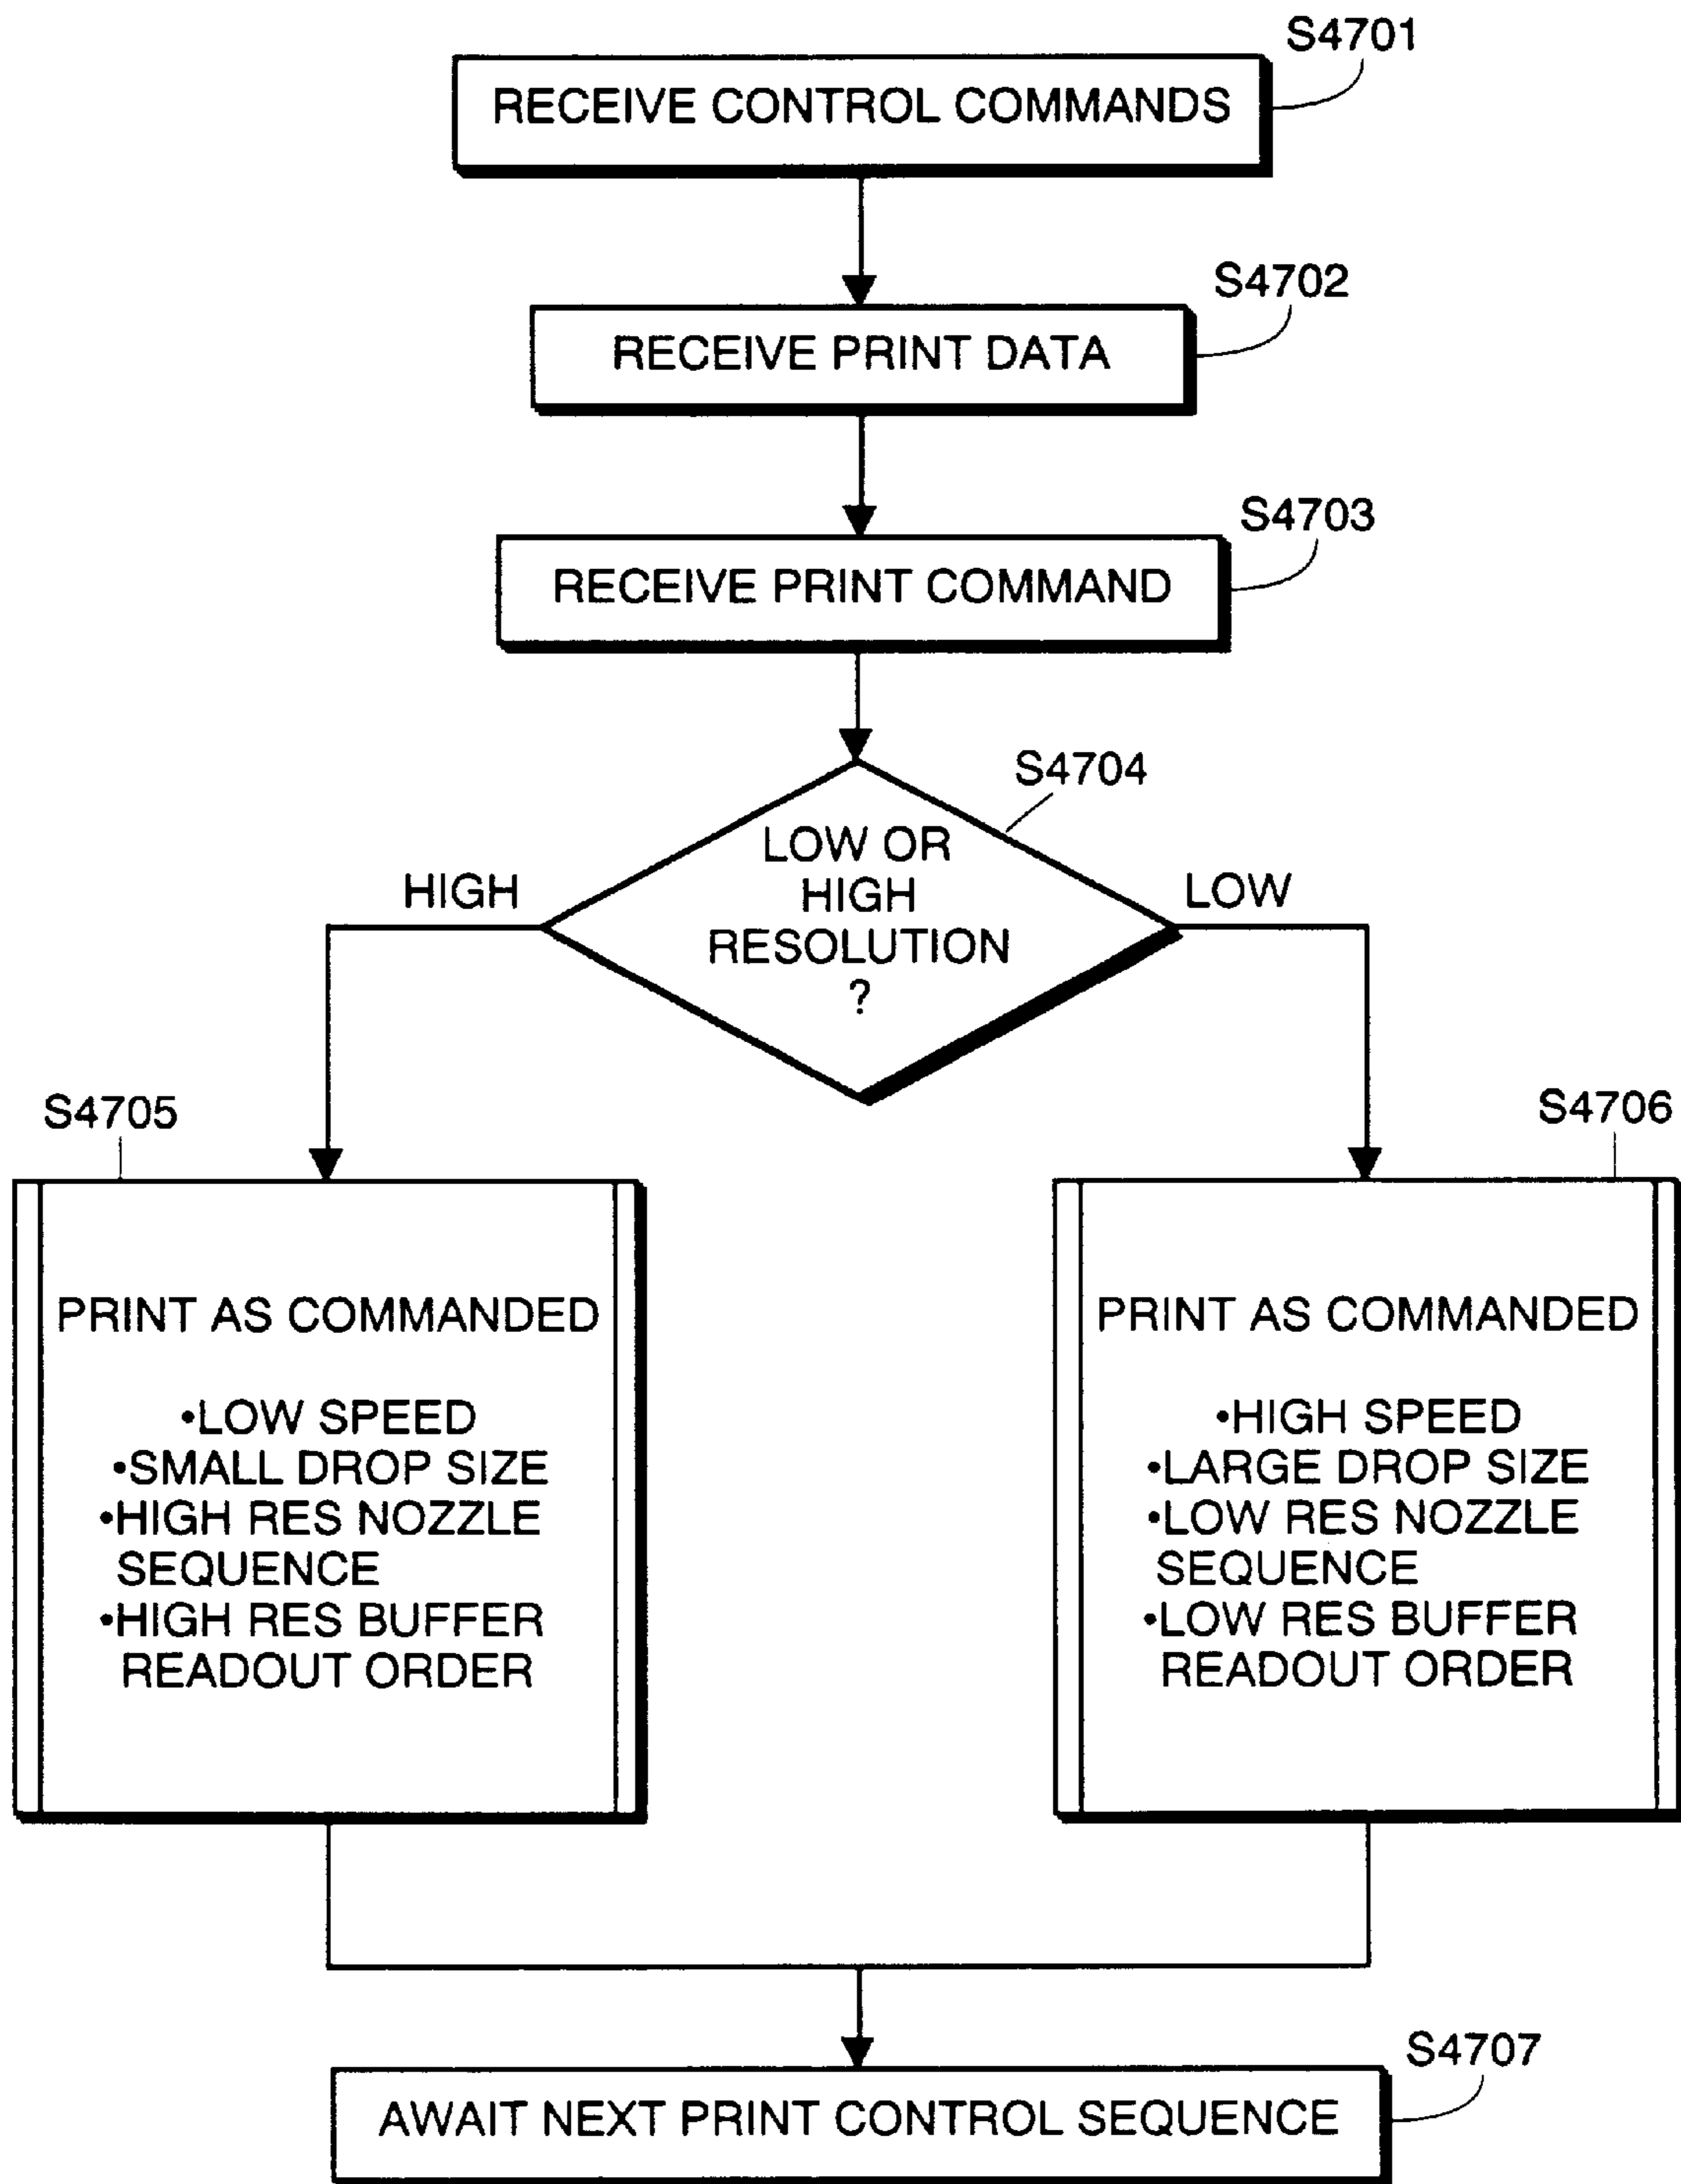 S4701
RECEIVE CONTROL COMMANDS
S4702
RECEIVE PRINT DATA
S4703
RECEIVE PRINT COMMAND
S4704
LOW OR
HIGH
RESOLUTION
?
HIGH
LOW
S4705
PRINT AS COMMANDED
•LOW SPEED
•SMALL DROP SIZE
•HIGH RES NOZZLE
SEQUENCE
•HIGH RES BUFFER
READOUT ORDER
S4706
PRINT AS COMMANDED
•HIGH SPEED
•LARGE DROP SIZE
•LOW RES NOZZLE
SEQUENCE
•LOW RES BUFFER
READOUT ORDER
S4707
AWAIT NEXT PRINT CONTROL SEQUENCE